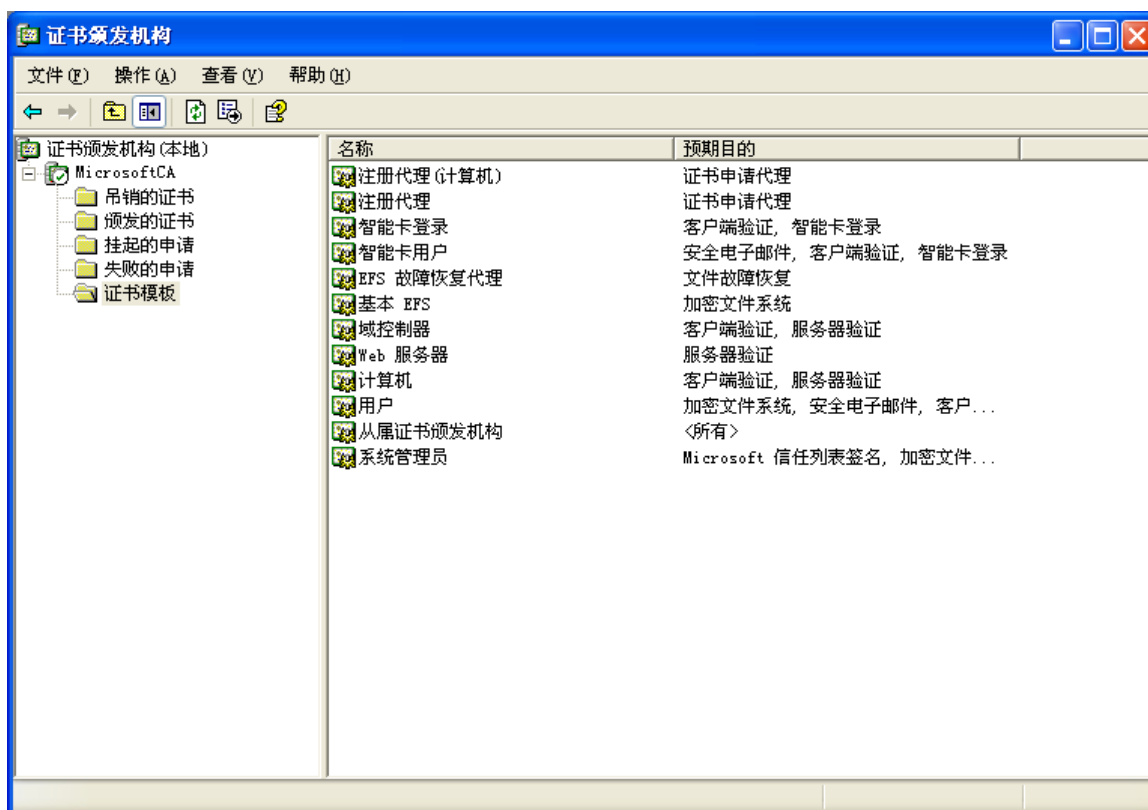 证书颁发机构
文件(F) 操作(A) 查看(V) 帮助(H)
证书颁发机构(本地)
MicrosoftCA
吊销的证书
颁发的证书
挂起的申请
失败的申请
证书模板
名称 预期目的
注册代理(计算机) 证书申请代理
注册代理 证书申请代理
智能卡登录 客户端验证, 智能卡登录
智能卡用户 安全电子邮件, 客户端验证, 智能卡登录
EFS 故障恢复代理 文件故障恢复
基本 EFS 加密文件系统
域控制器 客户端验证, 服务器验证
Web 服务器 服务器验证
计算机 客户端验证, 服务器验证
用户 加密文件系统, 安全电子邮件, 客户...
从属证书颁发机构 <所有>
系统管理员 Microsoft 信任列表签名, 加密文件...